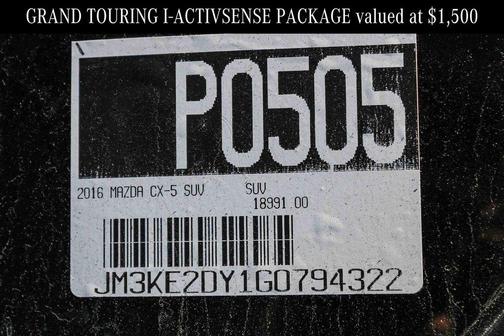 GRAND TOURING I-ACTIVSENSE PACKAGE valued at $1,500
P0505
2016 MAZDA CX-5 SUV SUV
18991.00
JM3KE2DY1G0794322